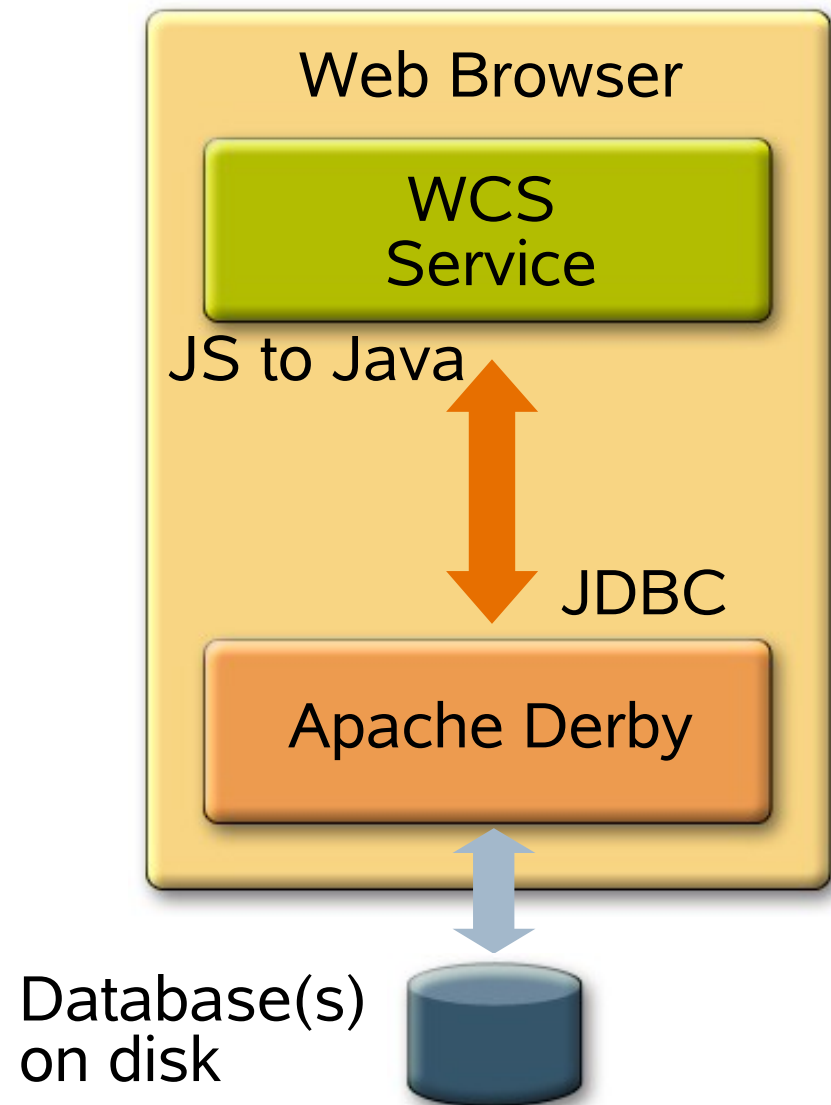 Web Browser
WCS
Service
JS to Java
JDBC
Apache Derby
Database(s)
on disk